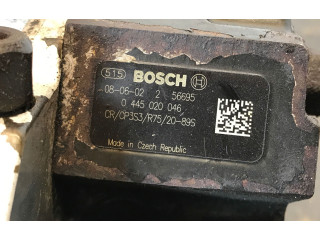 515 BOSCH
08-06-02 2 56695
0 445 020 046
CR/CP3S3/R75/20-89S
Made in Czech Republic